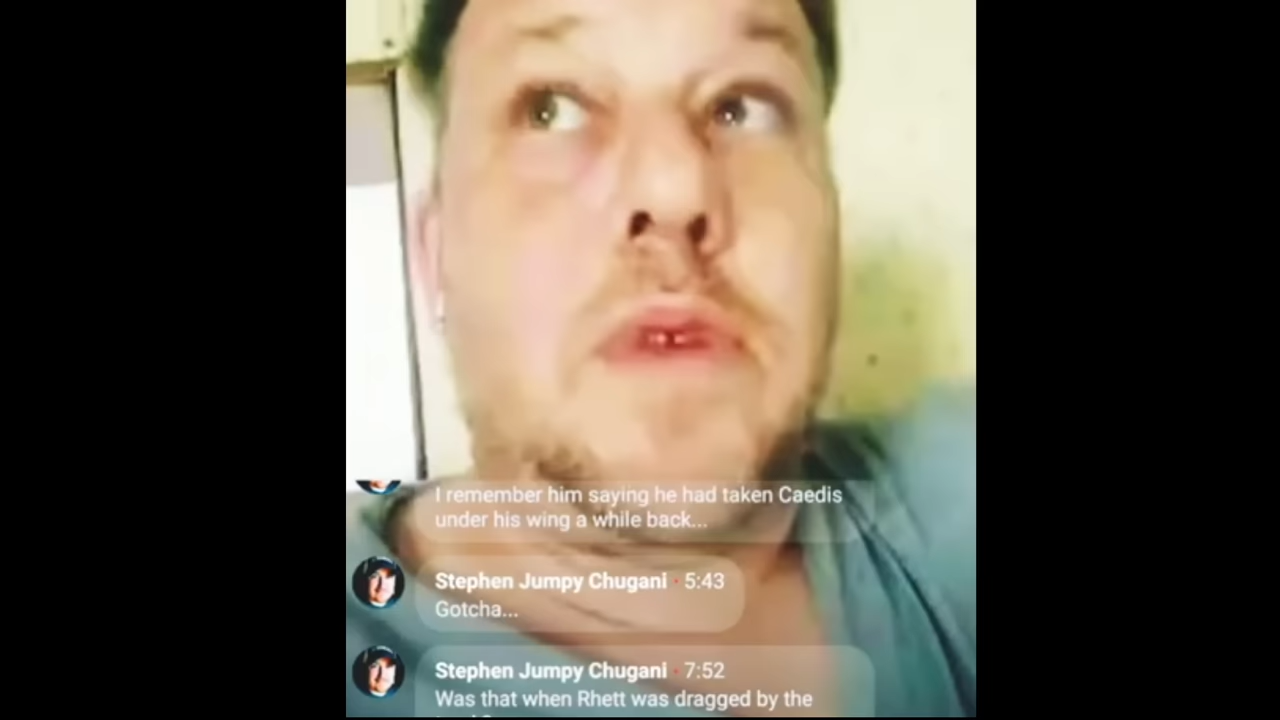 I remember him saying he had taken Caedis
under his wing a while back...
Stephen Jumpy Chugani · 5:43
Gotcha...
Stephen Jumpy Chugani · 7:52
Was that when Rhett was dragged by the